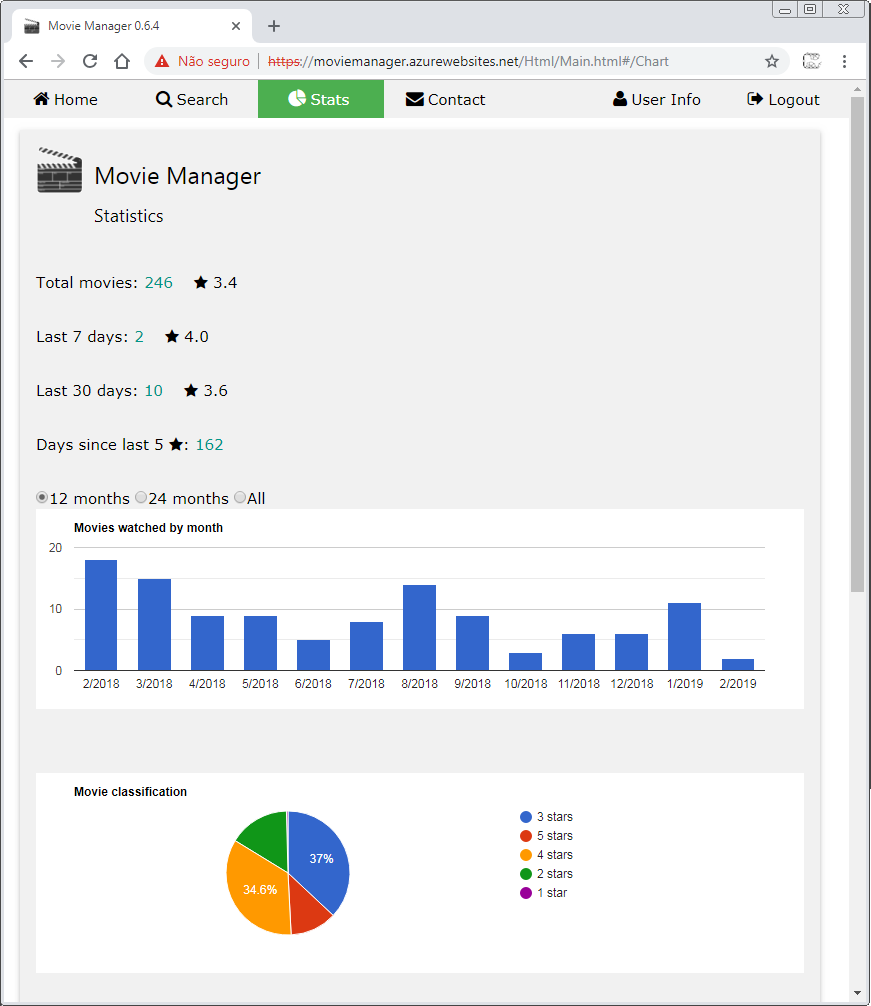 Movie Manager 0.6.4
Não seguro https://moviemanager.azurewebsites.net/Html/Main.html#/Chart
Home Search Stats Contact User Info Logout
Movie Manager
Statistics
Total movies: 246 ★ 3.4
Last 7 days: 2 ★ 4.0
Last 30 days: 10 ★ 3.6
Days since last 5 ★: 162
12 months 24 months All
Movies watched by month
20
10
0
2/2018 3/2018 4/2018 5/2018 6/2018 7/2018 8/2018 9/2018 10/2018 11/2018 12/2018 1/2019 2/2019
Movie classification
37%
34.6%
3 stars
5 stars
4 stars
2 stars
1 star